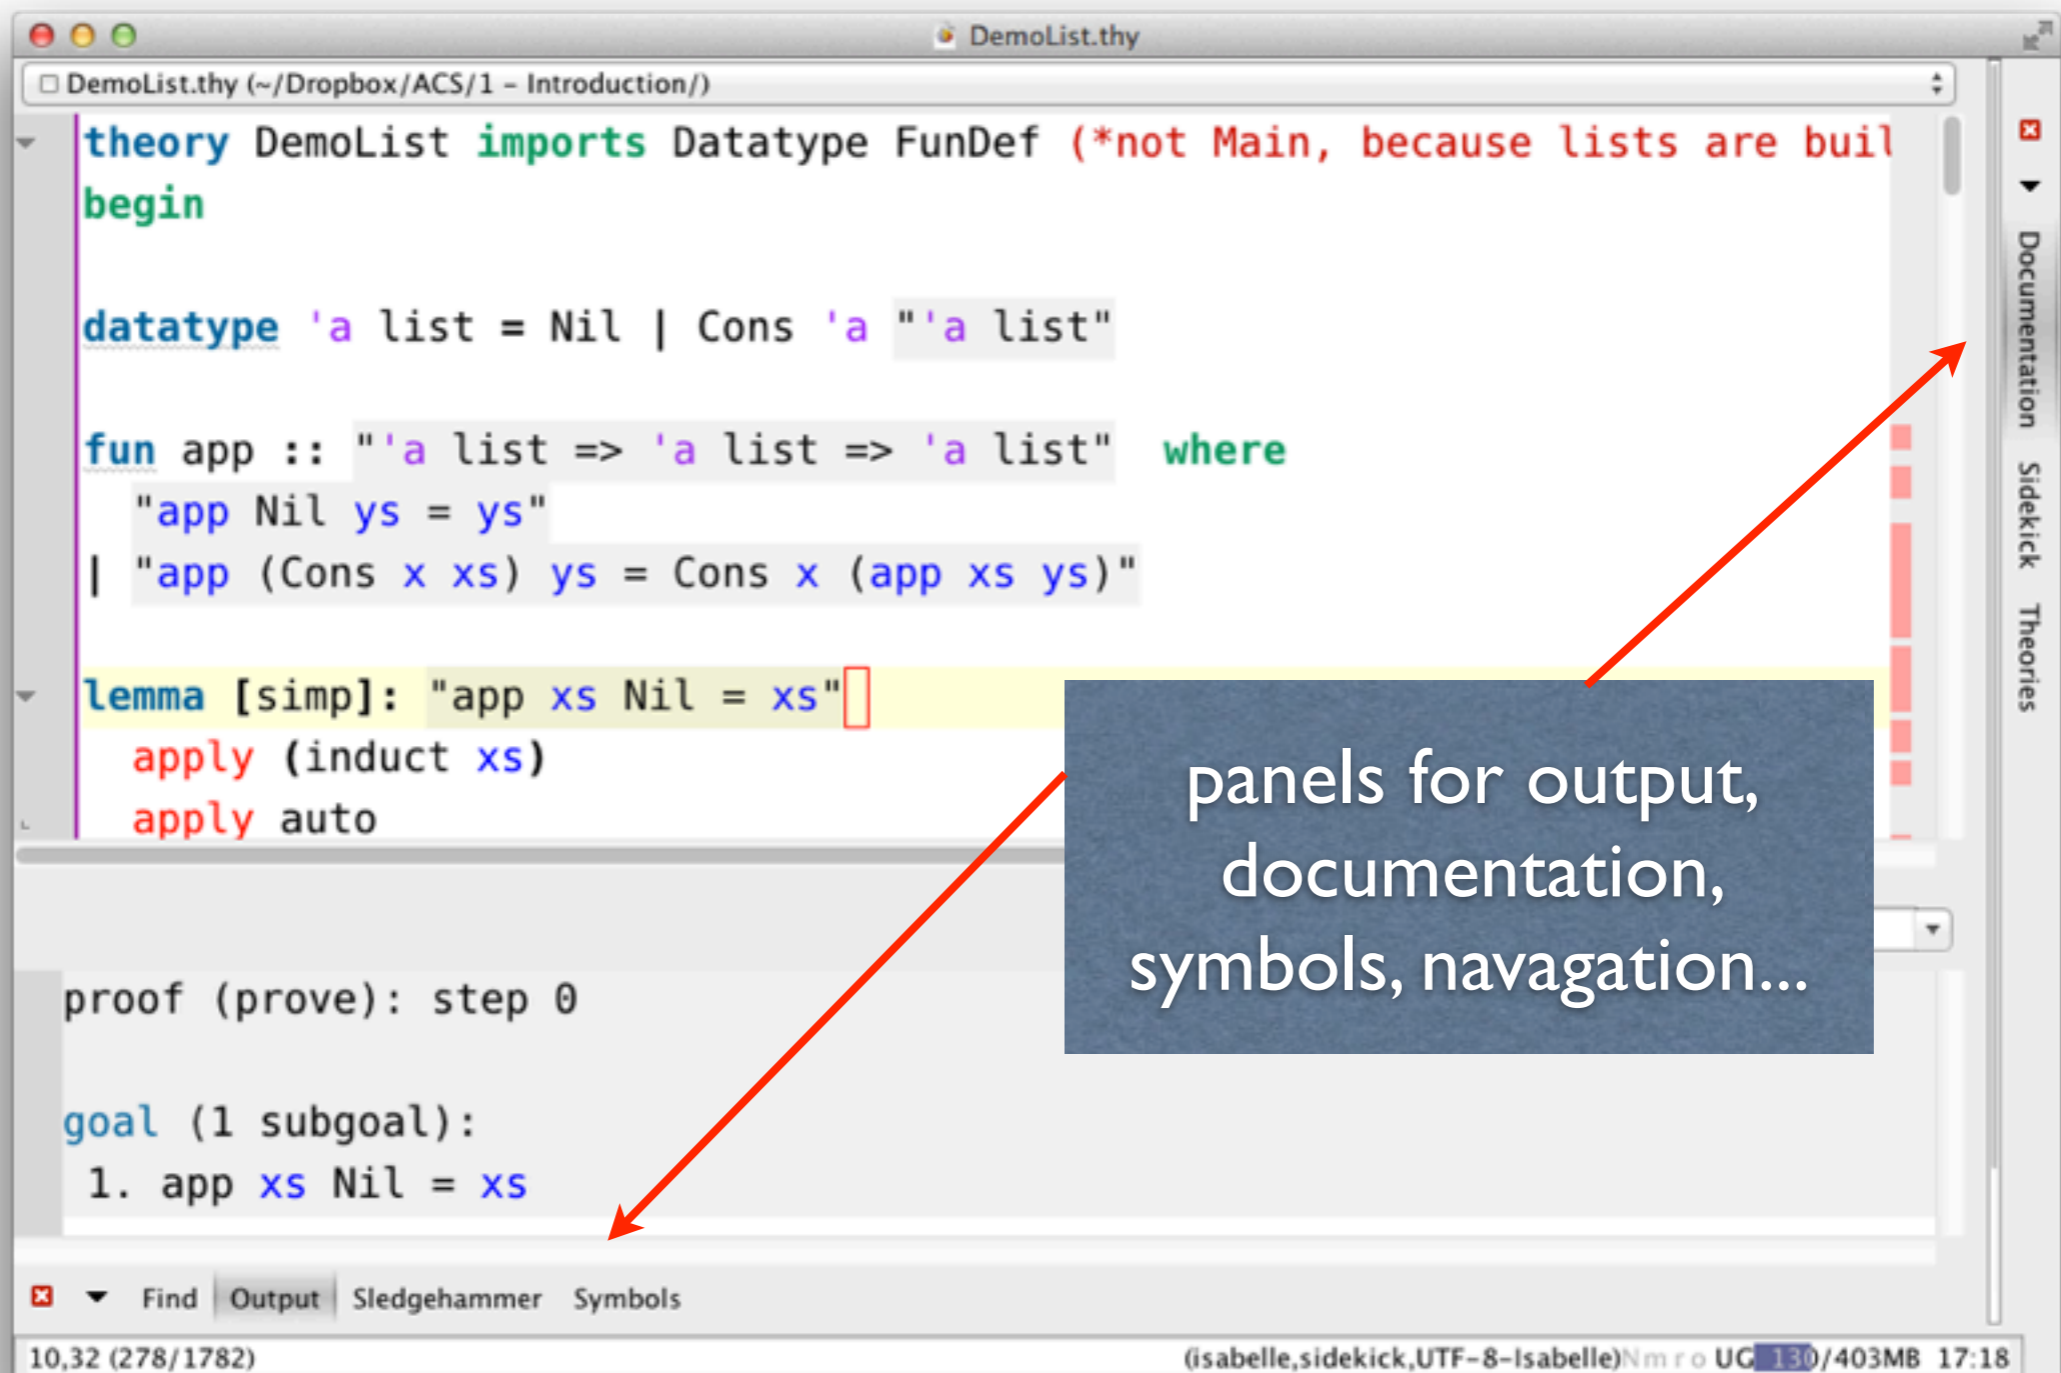 DemoList.thy
DemoList.thy (~/Dropbox/ACS/1 – Introduction/)
theory DemoList imports Datatype FunDef (*not Main, because lists are buil
begin
datatype 'a list = Nil | Cons 'a "'a list"
fun app :: "'a list => 'a list => 'a list"  where
  "app Nil ys = ys"
| "app (Cons x xs) ys = Cons x (app xs ys)"
lemma [simp]: "app xs Nil = xs"
  apply (induct xs)
  apply auto
panels for output,
documentation,
symbols, navagation...
proof (prove): step 0
goal (1 subgoal):
 1. app xs Nil = xs
Find Output Sledgehammer Symbols
Documentation
Sidekick
Theories
10,32 (278/1782)
(isabelle,sidekick,UTF-8-Isabelle)Nmro UG 130/403MB 17:18